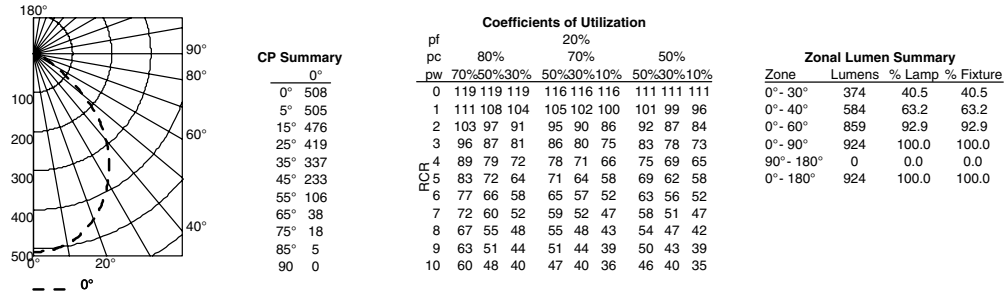 180°
90°
80°
60°
40°
20°
0°
100
200
300
400
500
0°
CP Summary
0°
0° 508
5° 505
15° 476
25° 419
35° 337
45° 233
55° 106
65° 38
75° 18
85° 5
90 0
Coefficients of Utilization
pf 20%
pc 80% 70% 50%
pw 70%50%30% 50%30%10% 50%30%10%
RCR
0 119 119 119 116 116 116 111 111 111
1 111 108 104 105 102 100 101 99 96
2 103 97 91 95 90 86 92 87 84
3 96 87 81 86 80 75 83 78 73
4 89 79 72 78 71 66 75 69 65
5 83 72 64 71 64 58 69 62 58
6 77 66 58 65 57 52 63 56 52
7 72 60 52 59 52 47 58 51 47
8 67 55 48 55 48 43 54 47 42
9 63 51 44 51 44 39 50 43 39
10 60 48 40 47 40 36 46 40 35
Zonal Lumen Summary
Zone Lumens % Lamp % Fixture
0°- 30° 374 40.5 40.5
0°- 40° 584 63.2 63.2
0°- 60° 859 92.9 92.9
0°- 90° 924 100.0 100.0
90°- 180° 0 0.0 0.0
0°- 180° 924 100.0 100.0